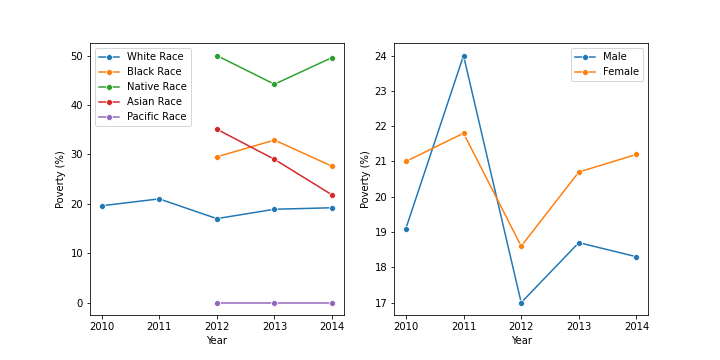 White Race
Black Race
Native Race
Asian Race
Pacific Race
50
40
30
20
10
0
Poverty (%)
2010 2011 2012 2013 2014
Year
Male
Female
24
23
22
21
20
19
18
17
Poverty (%)
2010 2011 2012 2013 2014
Year